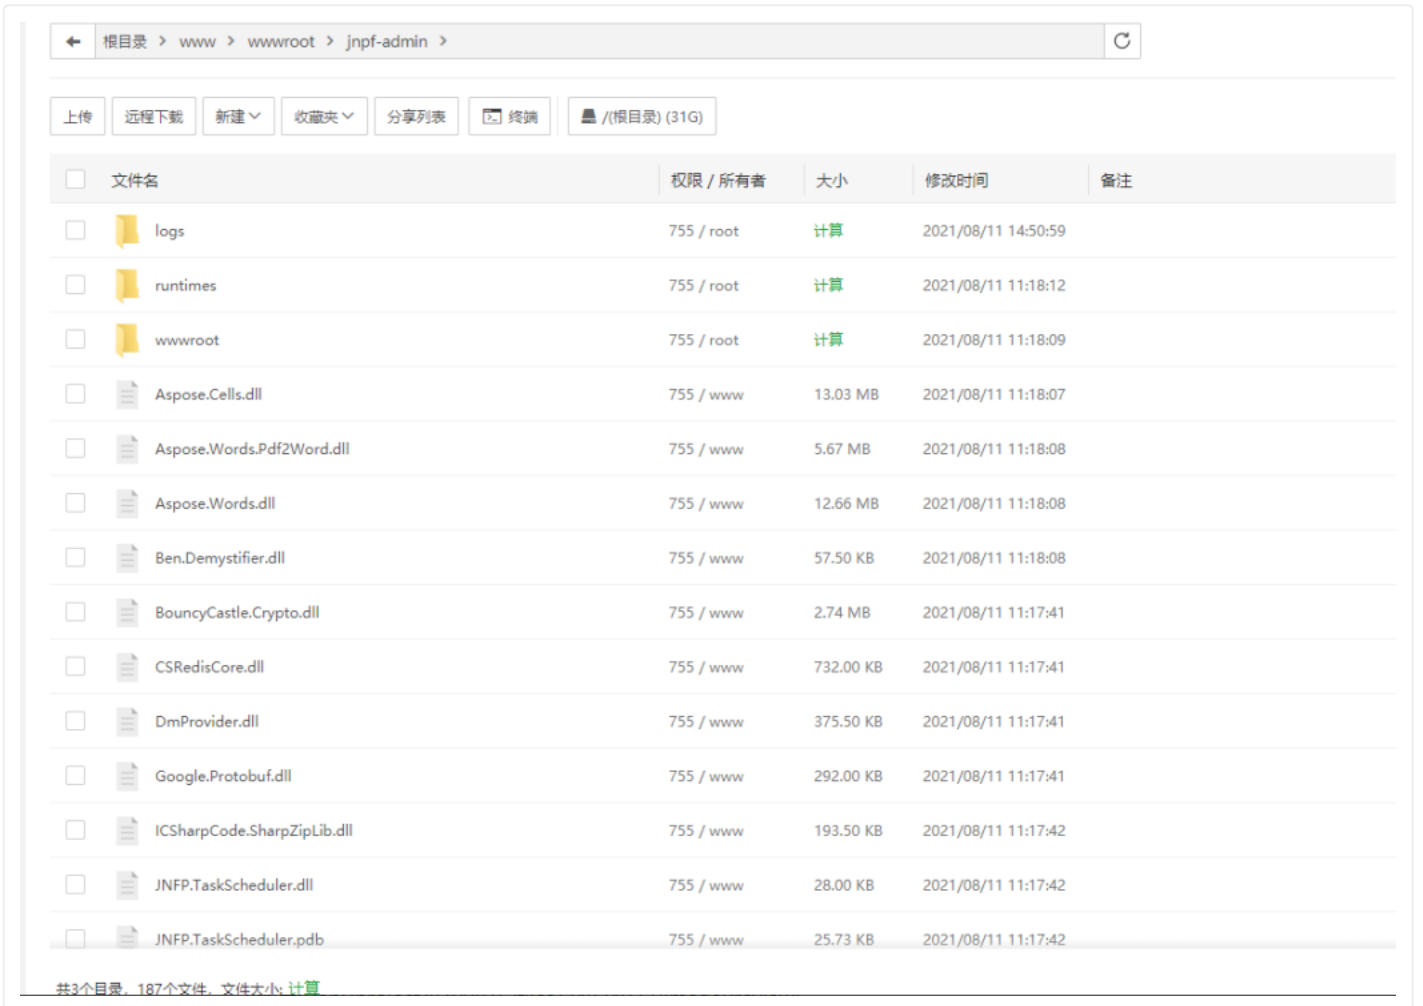 根目录 > www > wwwroot > jnpf-admin >
上传 远程下载 新建 收藏夹 分享列表 终端 /(根目录) (31G)
文件名 权限 / 所有者 大小 修改时间 备注
logs 755 / root 计算 2021/08/11 14:50:59
runtimes 755 / root 计算 2021/08/11 11:18:12
wwwroot 755 / root 计算 2021/08/11 11:18:09
Aspose.Cells.dll 755 / www 13.03 MB 2021/08/11 11:18:07
Aspose.Words.Pdf2Word.dll 755 / www 5.67 MB 2021/08/11 11:18:08
Aspose.Words.dll 755 / www 12.66 MB 2021/08/11 11:18:08
Ben.Demystifier.dll 755 / www 57.50 KB 2021/08/11 11:18:08
BouncyCastle.Crypto.dll 755 / www 2.74 MB 2021/08/11 11:17:41
CSRedisCore.dll 755 / www 732.00 KB 2021/08/11 11:17:41
DmProvider.dll 755 / www 375.50 KB 2021/08/11 11:17:41
Google.Protobuf.dll 755 / www 292.00 KB 2021/08/11 11:17:41
ICSharpCode.SharpZipLib.dll 755 / www 193.50 KB 2021/08/11 11:17:42
JNFP.TaskScheduler.dll 755 / www 28.00 KB 2021/08/11 11:17:42
JNFP.TaskScheduler.pdb 755 / www 25.73 KB 2021/08/11 11:17:42
共3个目录, 187个文件, 文件大小: 计算